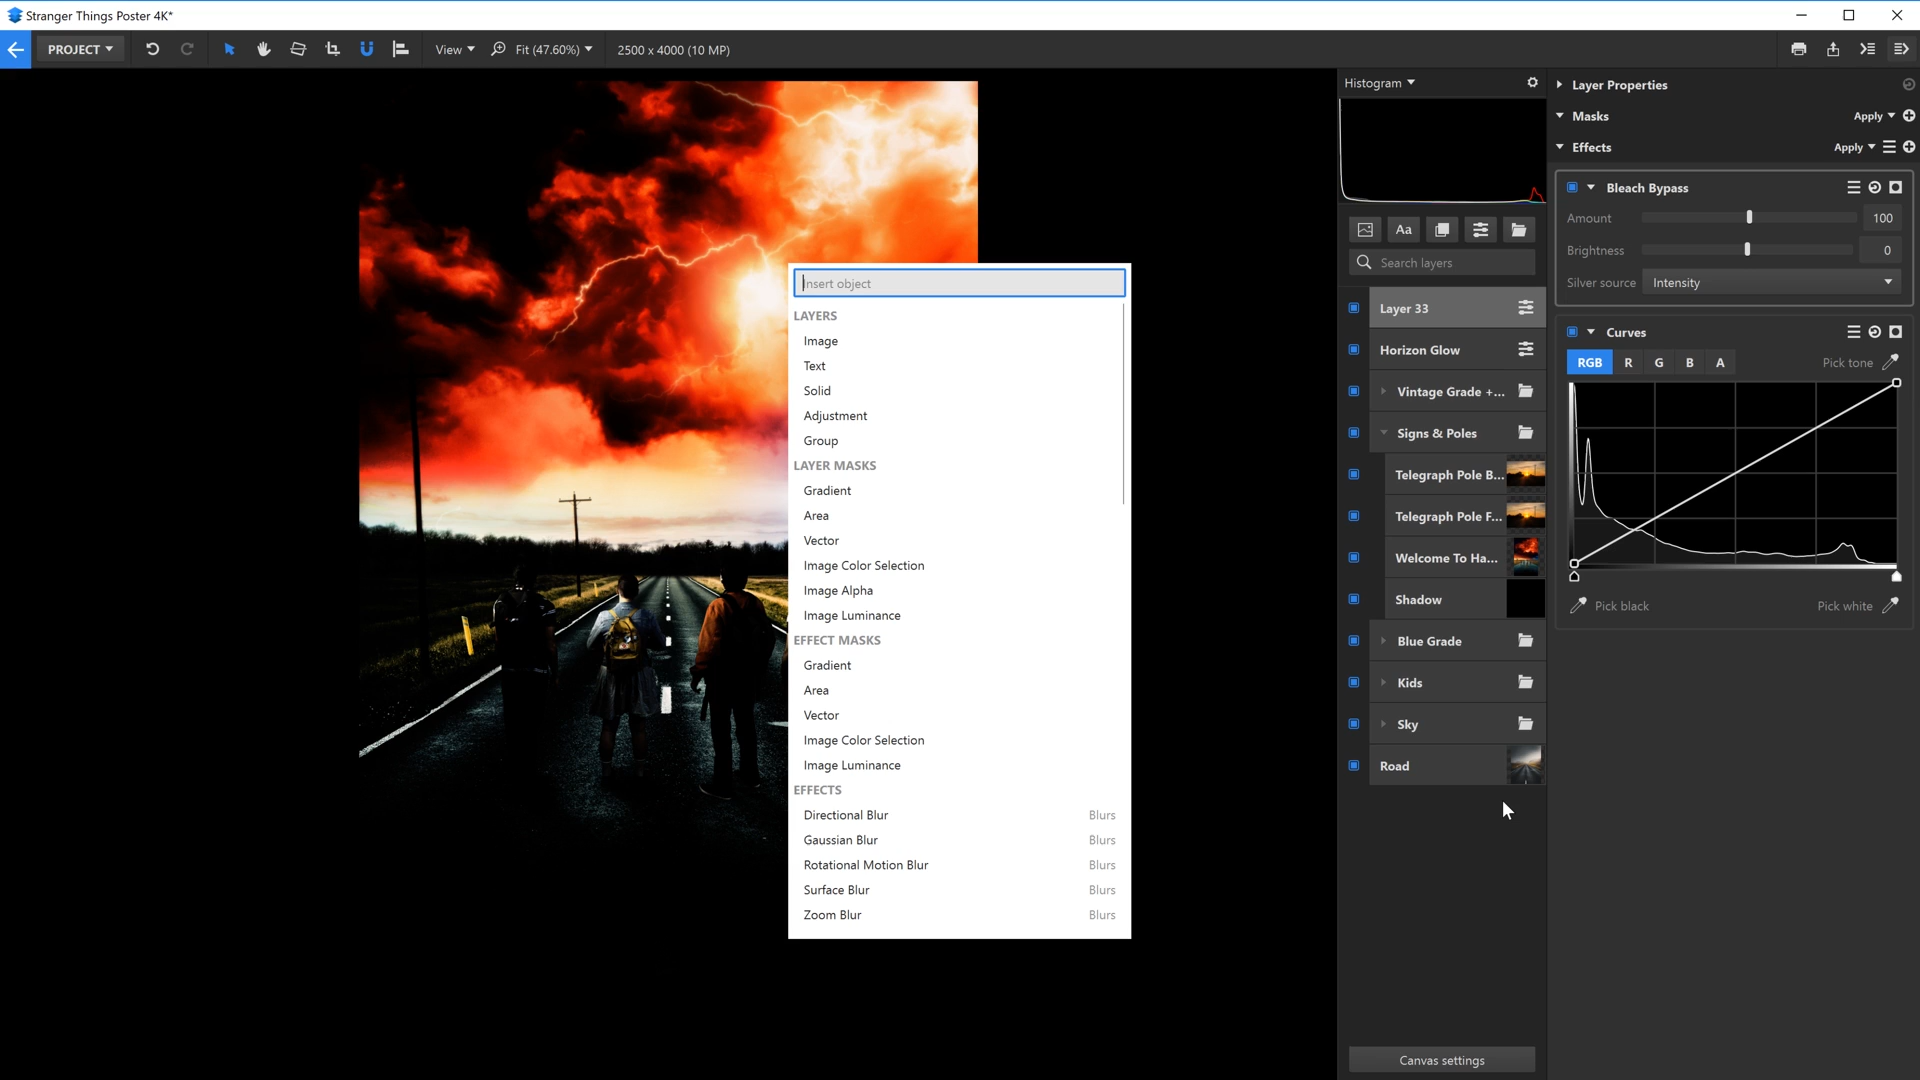 Stranger Things Poster 4K*
PROJECT
View
Fit (47.60%)
2500 x 4000 (10 MP)
Histogram
Aa
Search layers
Layer 33
Horizon Glow
Vintage Grade +...
Signs & Poles
Telegraph Pole B...
Telegraph Pole F...
Welcome To Ha...
Shadow
Blue Grade
Kids
Sky
Road
Canvas settings
Layer Properties
Masks
Apply
Effects
Apply
Bleach Bypass
Amount
100
Brightness
0
Silver source
Intensity
Curves
RGB
R
G
B
A
Pick tone
Pick black
Pick white
Insert object
LAYERS
Image
Text
Solid
Adjustment
Group
LAYER MASKS
Gradient
Area
Vector
Image Color Selection
Image Alpha
Image Luminance
EFFECT MASKS
Gradient
Area
Vector
Image Color Selection
Image Luminance
EFFECTS
Directional Blur Blurs
Gaussian Blur Blurs
Rotational Motion Blur Blurs
Surface Blur Blurs
Zoom Blur Blurs